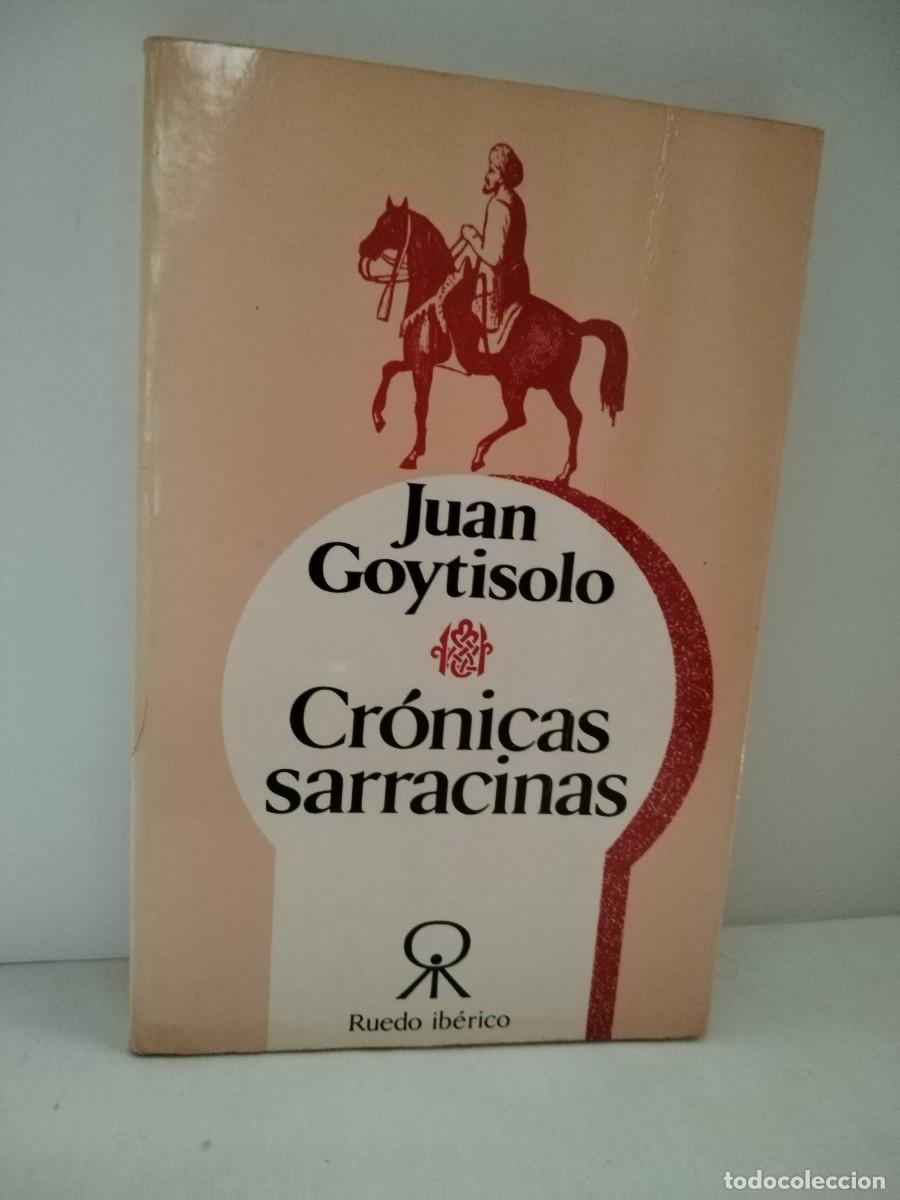 Juan
Goytisolo
Crónicas
sarracinas
Ruedo ibérico
todocoleccion